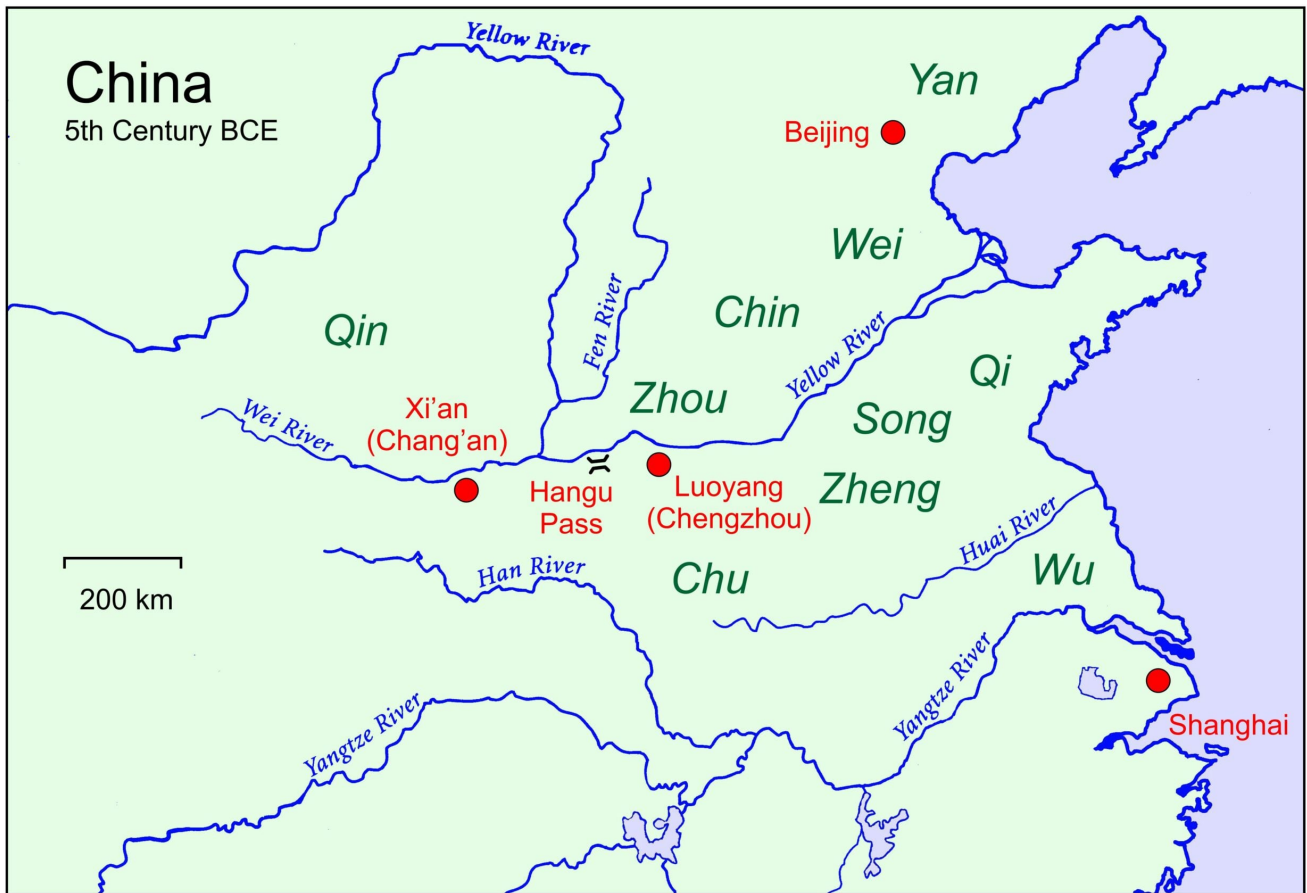 China
5th Century BCE
Yellow River
Yan
Beijing
Wei
Chin
Qin
Fen River
Yellow River
Qi
Zhou
Song
Wei River
Xi'an
(Chang'an)
Hangu
Pass
Luoyang
(Chengzhou)
Zheng
Huai River
200 km
Han River
Chu
Wu
Yangtze River
Yangtze River
Shanghai